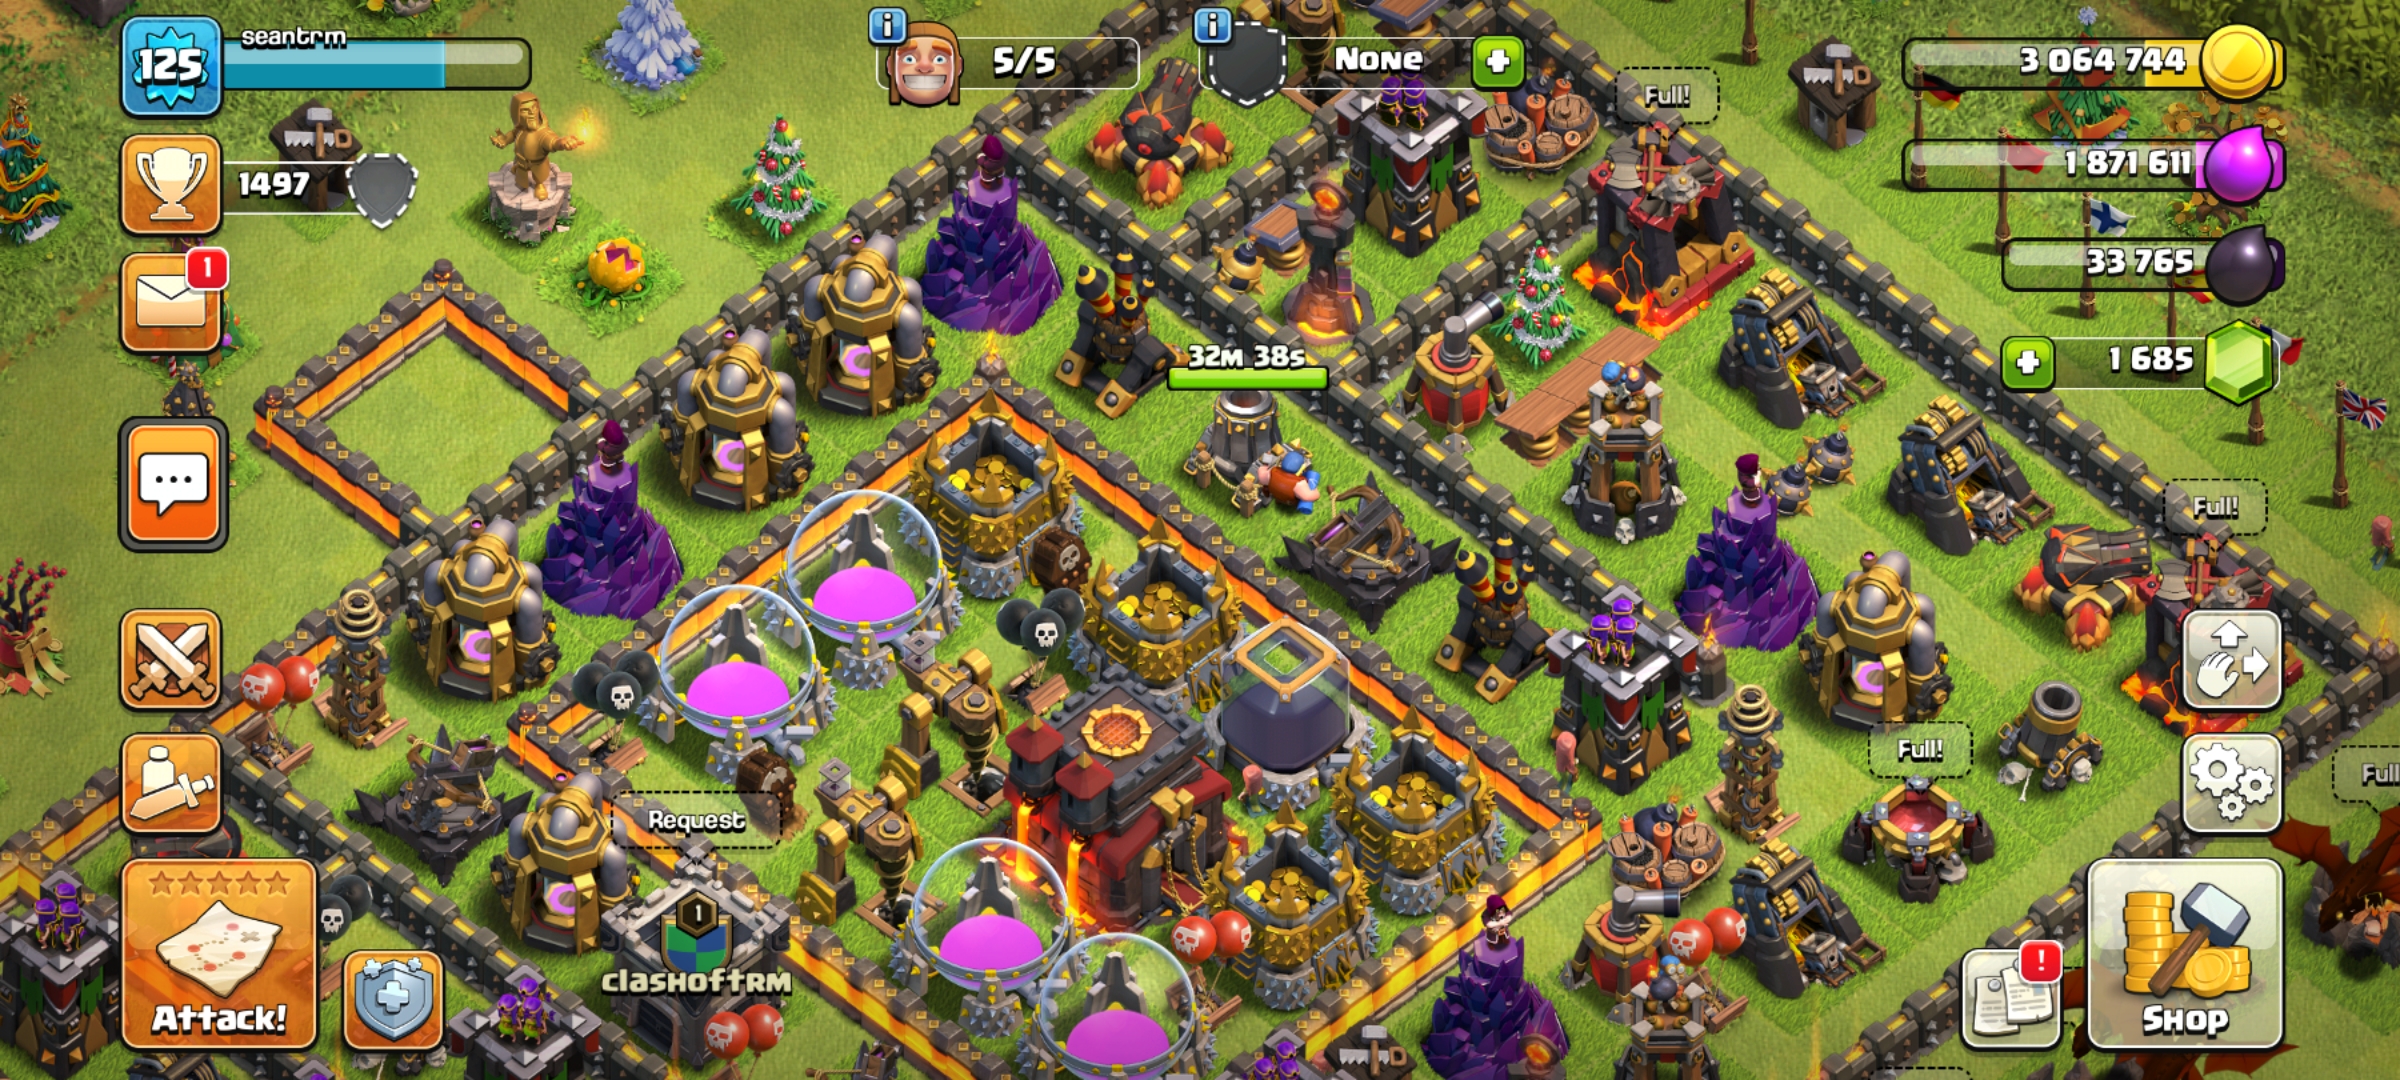 125
seantrm
i
5/5
i
None
Full!
3 064 744
1497
1 871 611
1
33 765
1 685
32m 38s
Full!
Full!
Request
1
clashoftrm
Attack!
!
Shop